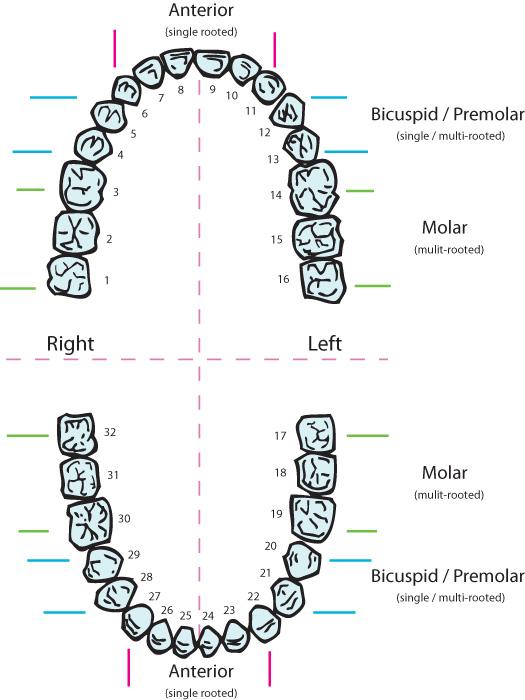 Anterior
(single rooted)
8 9
7 10
6 11
Bicuspid / Premolar
(single / multi-rooted)
5 12
4 13
3 14
Molar
(mulit-rooted)
2 15
1 16
Right Left
32 17
31 18
Molar
(mulit-rooted)
30 19
29 20
28 21
Bicuspid / Premolar
(single / multi-rooted)
27 22
26 25 24 23
Anterior
(single rooted)